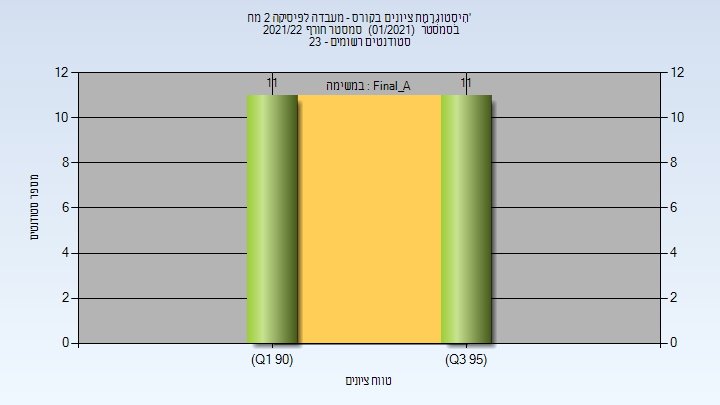 היסטוגרמת ציונים בקורס - מעבדה לפיסיקה 2 מח'
בסמסטר (01/2021) סמסטר חורף 2021/22
סטודנטים רשומים - 23
במשימה : Final_A
11 11
12 12
10 10
8 8
6 6
4 4
2 2
0 0
מספר סטודנטים
(Q1 90) (Q3 95)
טווח ציונים